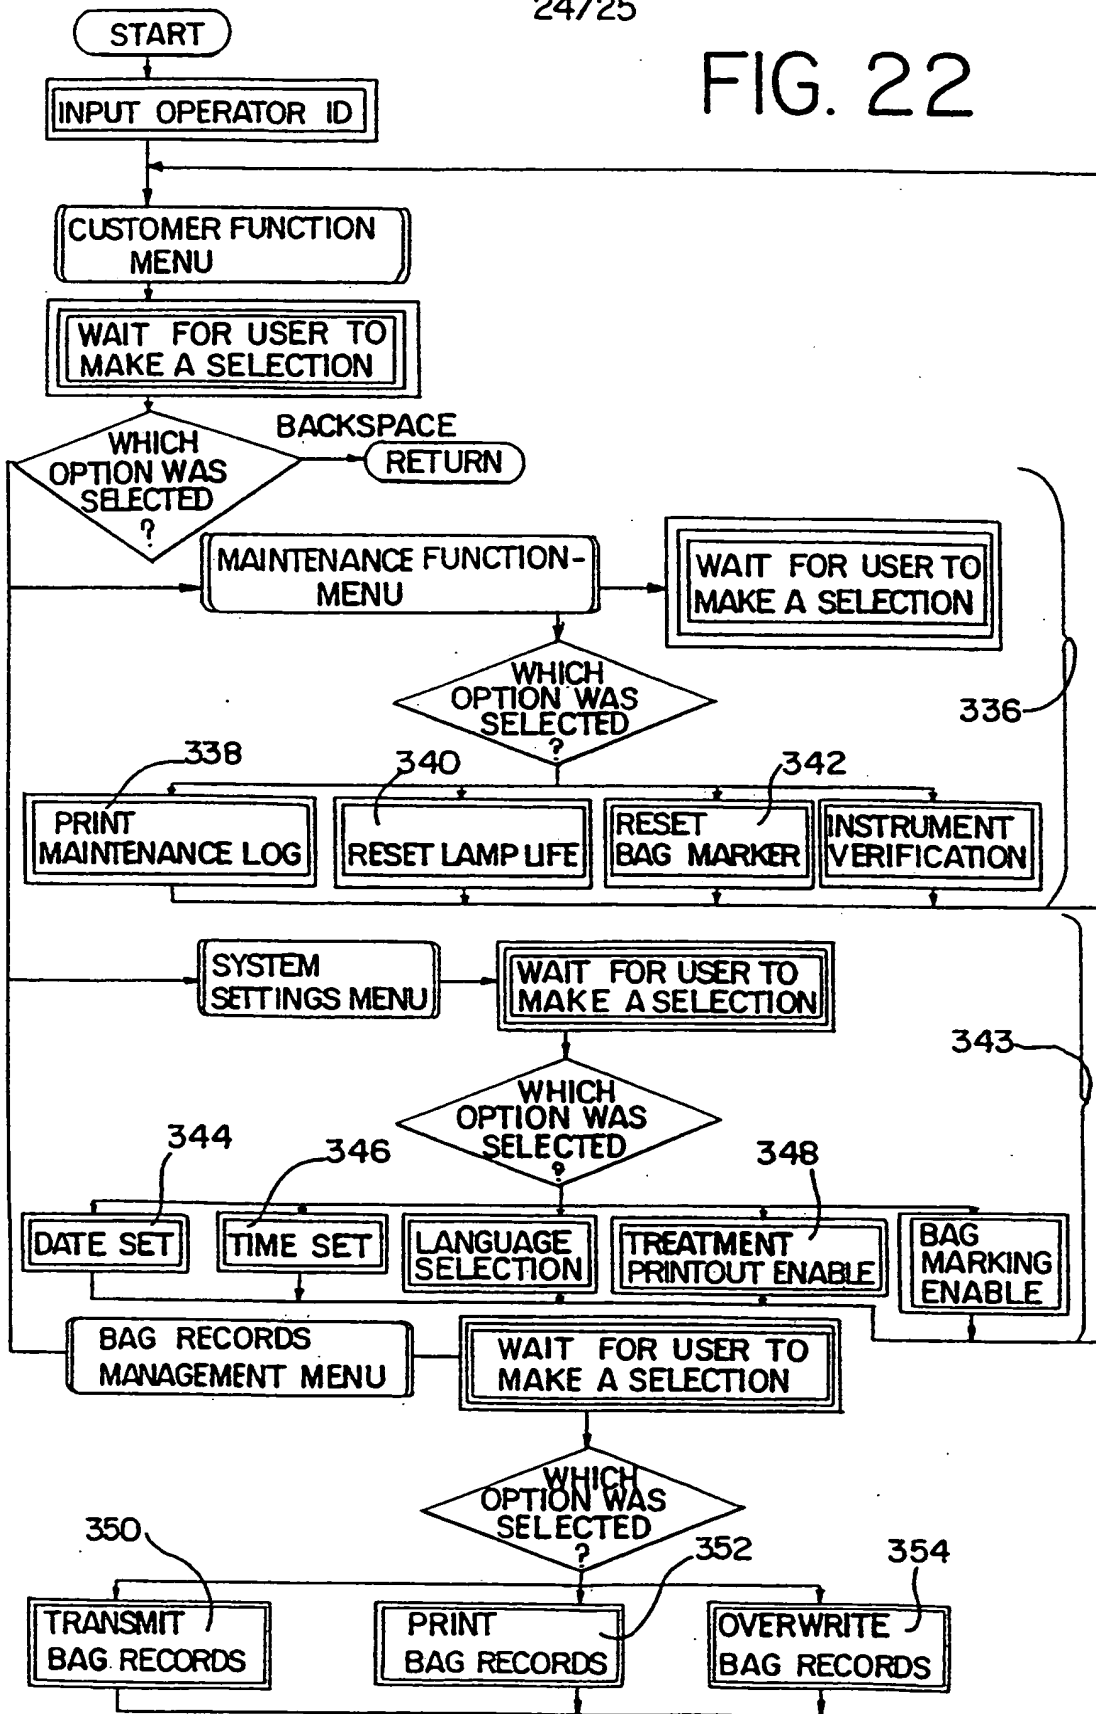 24/25
FIG. 22
START
INPUT OPERATOR ID
CUSTOMER FUNCTION
MENU
WAIT FOR USER TO
MAKE A SELECTION
WHICH
OPTION WAS
SELECTED
?
BACKSPACE
RETURN
MAINTENANCE FUNCTION-
MENU
WAIT FOR USER TO
MAKE A SELECTION
WHICH
OPTION WAS
SELECTED
?
336
338
340
342
PRINT
MAINTENANCE LOG
RESET LAMP LIFE
RESET
BAG MARKER
INSTRUMENT
VERIFICATION
SYSTEM
SETTINGS MENU
WAIT FOR USER TO
MAKE A SELECTION
343
WHICH
OPTION WAS
SELECTED
?
344
346
348
DATE SET
TIME SET
LANGUAGE
SELECTION
TREATMENT
PRINTOUT ENABLE
BAG
MARKING
ENABLE
BAG RECORDS
MANAGEMENT MENU
WAIT FOR USER TO
MAKE A SELECTION
WHICH
OPTION WAS
SELECTED
?
350
352
354
TRANSMIT
BAG RECORDS
PRINT
BAG RECORDS
OVERWRITE
BAG RECORDS